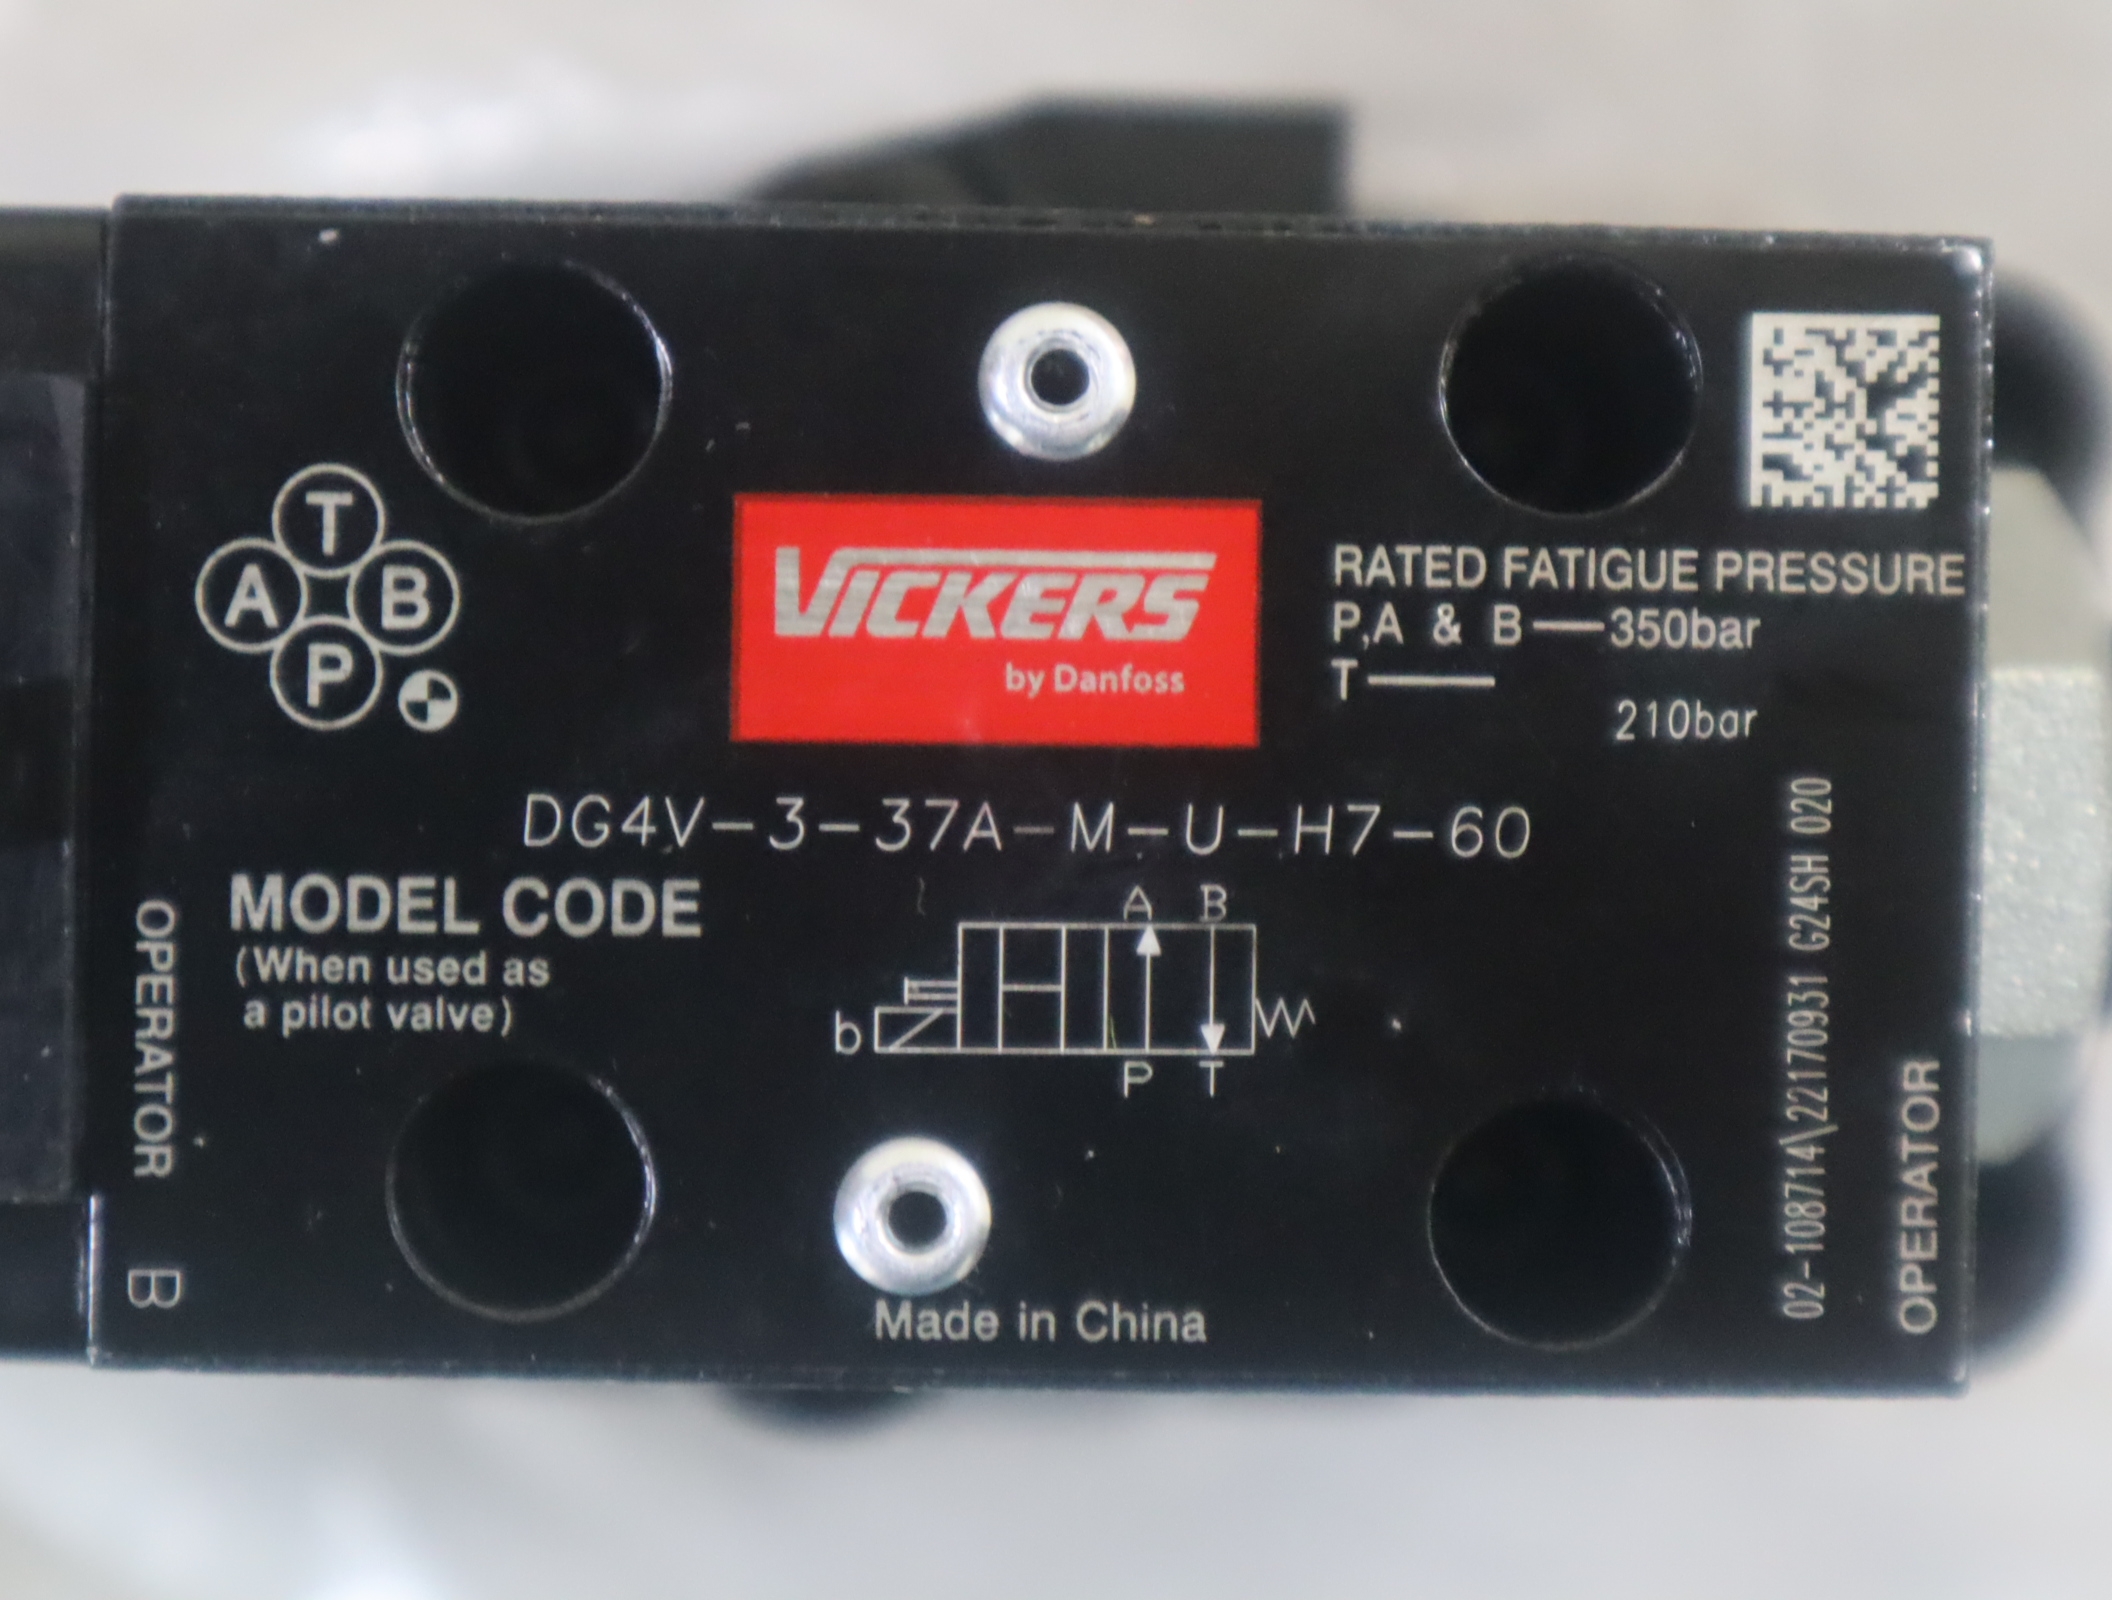 T
A B
P
VICKERS
by Danfoss
RATED FATIGUE PRESSURE
P,A & B—350bar
T—
210bar
DG4V-3-37A-M-U-H7-60
MODEL CODE
(When used as
a pilot valve)
A B
b
P T
Made in China
OPERATOR B
02-108714\22170931 G24SH 020
OPERATOR